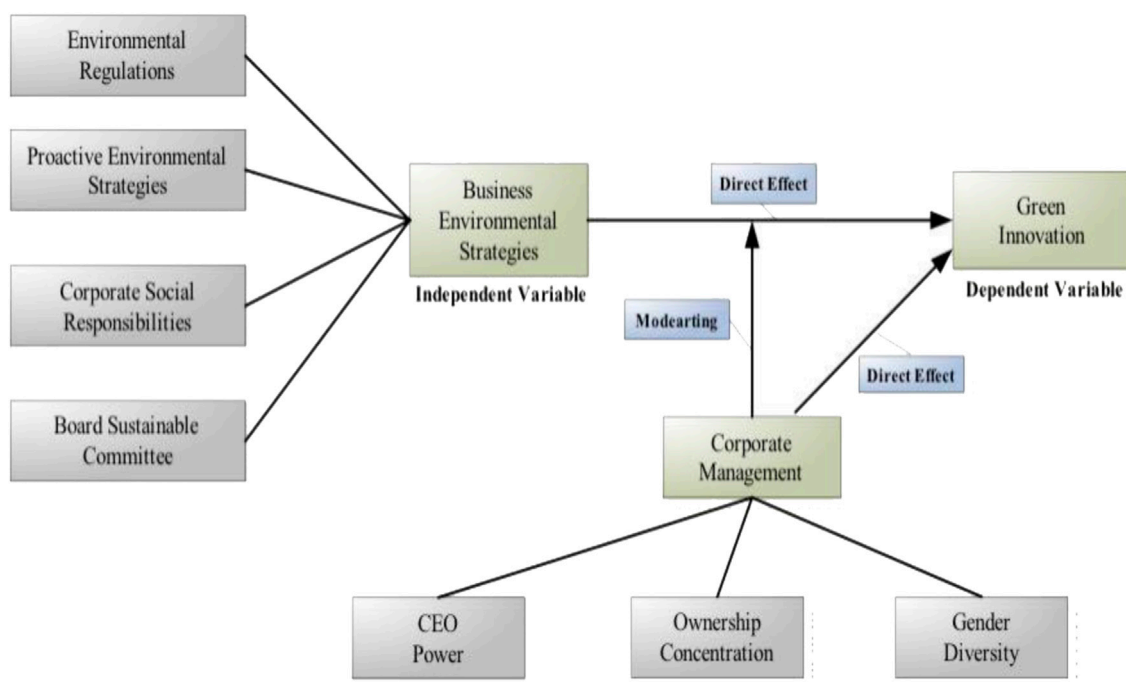 Environmental
Regulations
Proactive Environmental
Strategies
Corporate Social
Responsibilities
Board Sustainable
Committee
Business
Environmental
Strategies
Independent Variable
Direct Effect
Green
Innovation
Dependent Variable
Modearting
Direct Effect
Corporate
Management
CEO
Power
Ownership
Concentration
Gender
Diversity